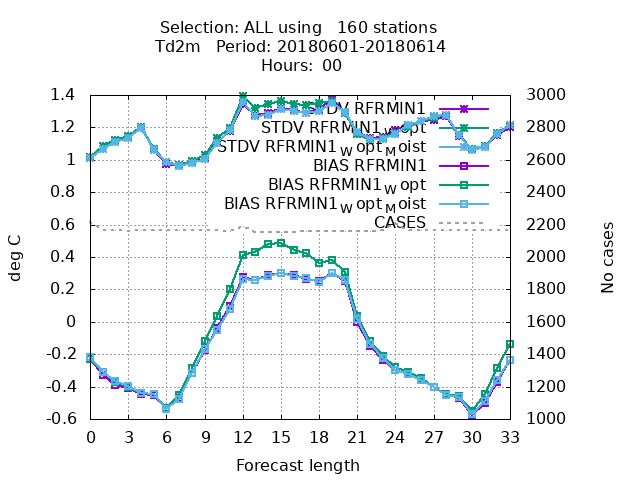 Selection: ALL using   160 stations
Td2m   Period: 20180601-20180614
Hours:  00
1.4
1.2
1
0.8
0.6
0.4
0.2
0
-0.2
-0.4
-0.6
3000
2800
2600
2400
2200
2000
1800
1600
1400
1200
1000
STDV RFRMIN1
STDV RFRMIN1_wopt
STDV RFRMIN1_wopt_Moist
BIAS RFRMIN1
BIAS RFRMIN1_wopt
BIAS RFRMIN1_wopt_Moist
CASES
deg C
No cases
0 3 6 9 12 15 18 21 24 27 30 33
Forecast length